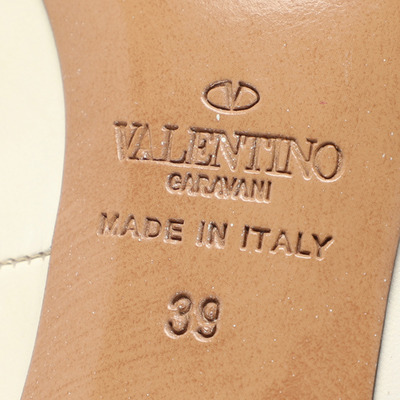 V
VALENTINO
GARAVANI
MADE IN ITALY
39